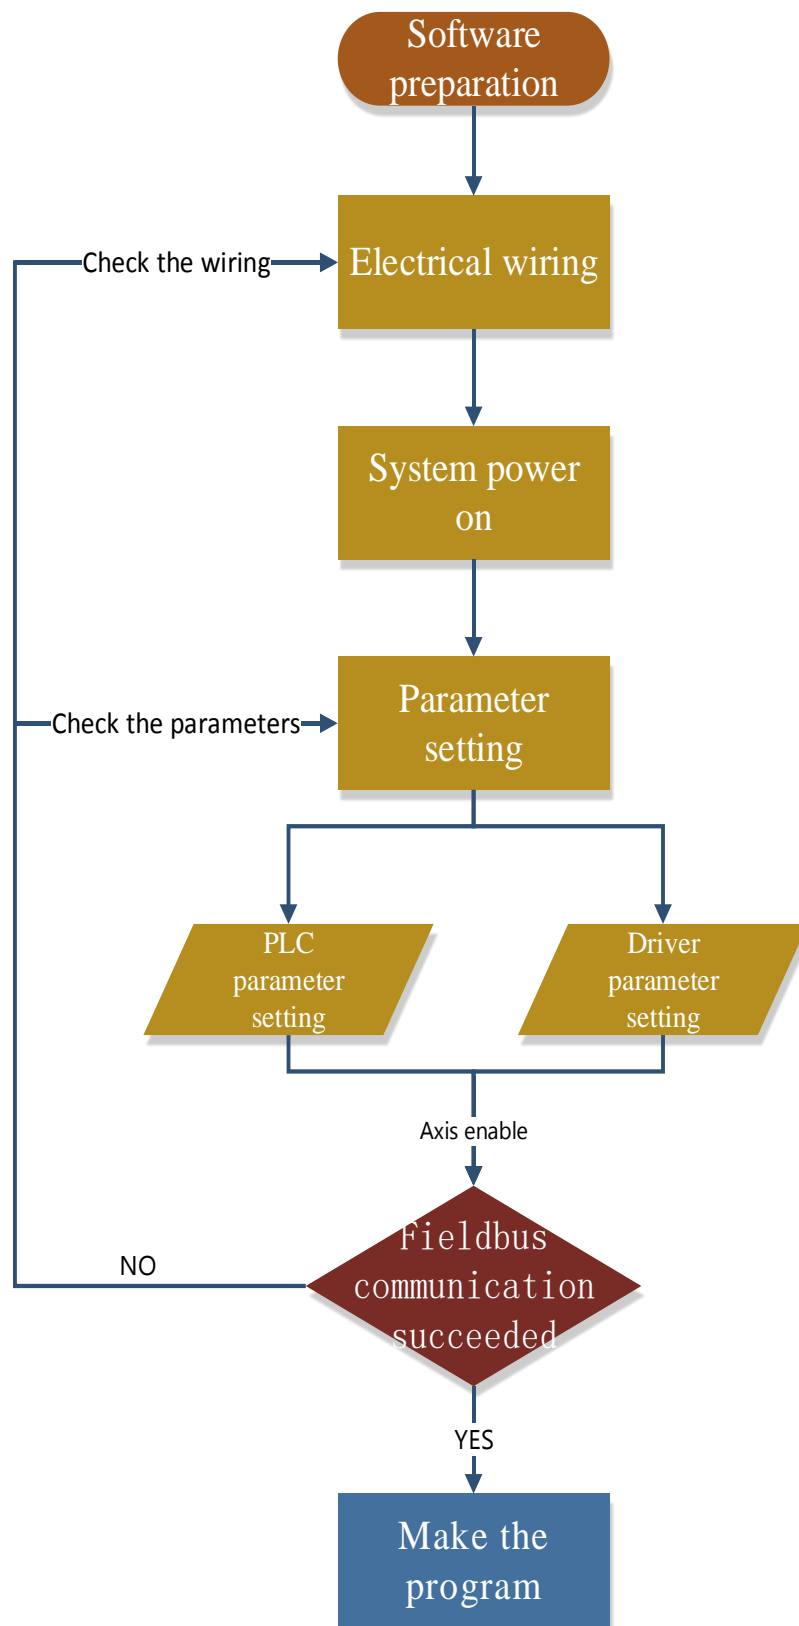 Software
preparation
Check the wiring
Electrical wiring
System power
on
Check the parameters
Parameter
setting
PLC
parameter
setting
Driver
parameter
setting
Axis enable
Fieldbus
communication
succeeded
NO
YES
Make the
program